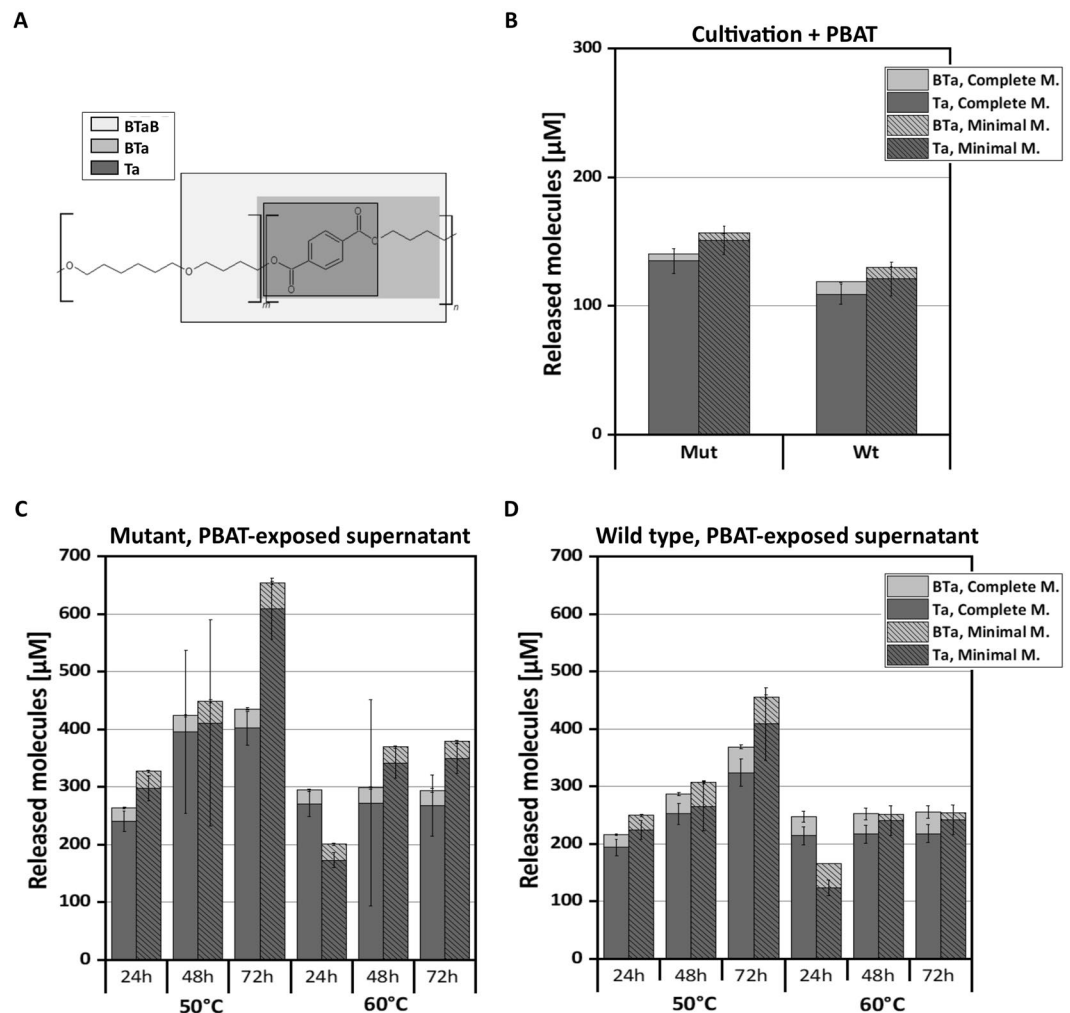 A
BTaB
BTa
Ta
O
O
O
O
O
O
m
n
B
Cultivation + PBAT
Released molecules [µM]
300
200
100
0
BTa, Complete M.
Ta, Complete M.
BTa, Minimal M.
Ta, Minimal M.
Mut
Wt
C
Mutant, PBAT-exposed supernatant
Released molecules [µM]
700
600
500
400
300
200
100
0
24h 48h 72h 24h 48h 72h
50°C 60°C
D
Wild type, PBAT-exposed supernatant
Released molecules [µM]
700
600
500
400
300
200
100
0
BTa, Complete M.
Ta, Complete M.
BTa, Minimal M.
Ta, Minimal M.
24h 48h 72h 24h 48h 72h
50°C 60°C